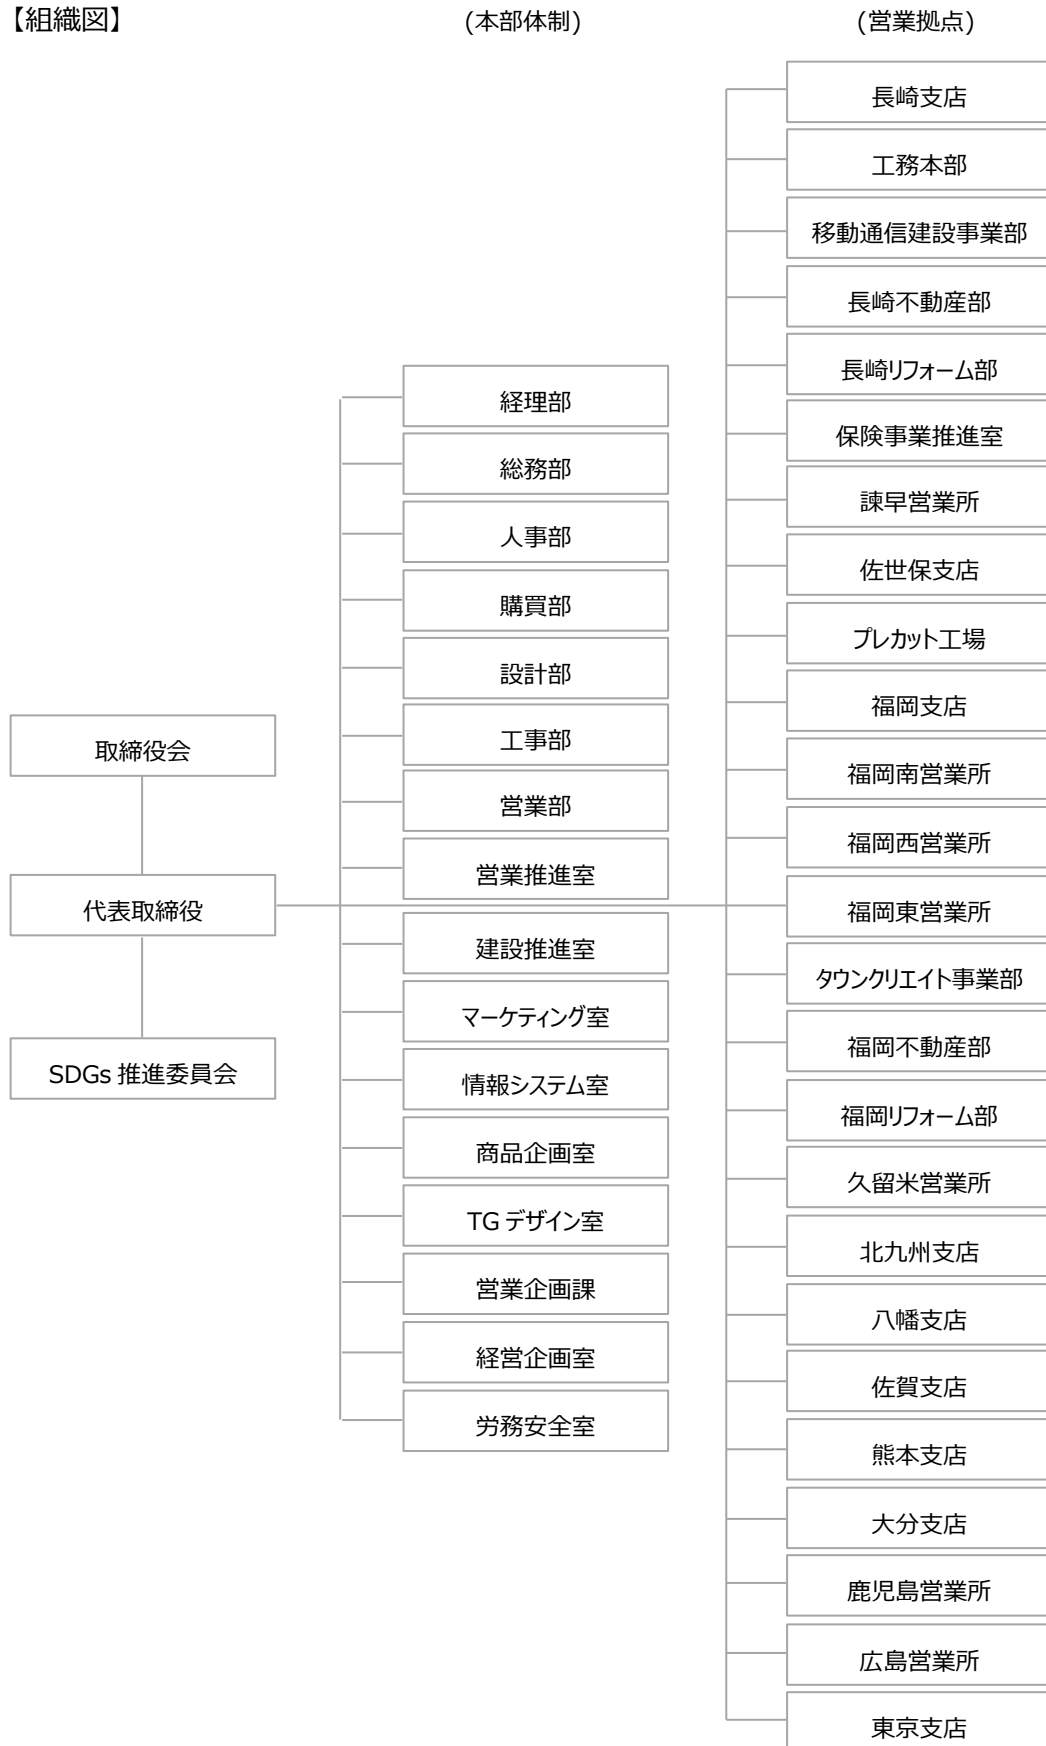 【組織図】
(本部体制)
(営業拠点)
取締役会
代表取締役
SDGs 推進委員会
経理部
総務部
人事部
購買部
設計部
工事部
営業部
営業推進室
建設推進室
マーケティング室
情報システム室
商品企画室
TG デザイン室
営業企画課
経営企画室
労務安全室
長崎支店
工務本部
移動通信建設事業部
長崎不動産部
長崎リフォーム部
保険事業推進室
諫早営業所
佐世保支店
プレカット工場
福岡支店
福岡南営業所
福岡西営業所
福岡東営業所
タウンクリエイト事業部
福岡不動産部
福岡リフォーム部
久留米営業所
北九州支店
八幡支店
佐賀支店
熊本支店
大分支店
鹿児島営業所
広島営業所
東京支店